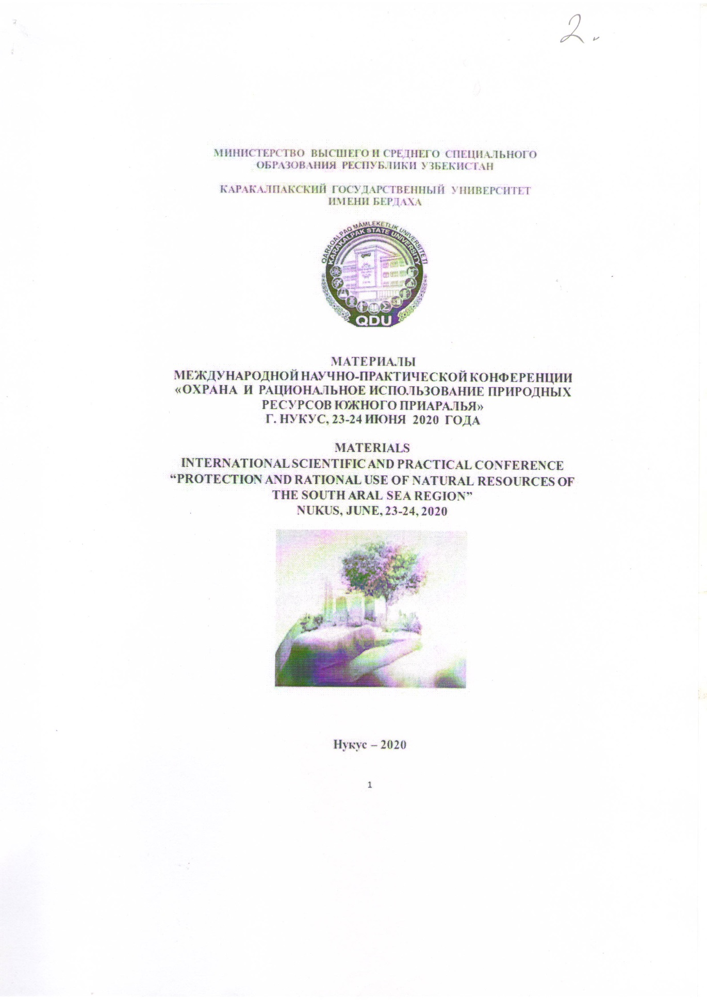 2.
МИНИСТЕРСТВО ВЫСШЕГО И СРЕДНЕГО СПЕЦИАЛЬНОГО
ОБРАЗОВАНИЯ РЕСПУБЛИКИ УЗБЕКИСТАН
КАРАКАЛПАКСКИЙ ГОСУДАРСТВЕННЫЙ УНИВЕРСИТЕТ
ИМЕНИ БЕРДАХА
QARAQALPAQ MÁMLEKETLIK UNIVERSITETI
KARAKALPAK STATE UNIVERSITY
QDU
МАТЕРИАЛЫ
МЕЖДУНАРОДНОЙ НАУЧНО-ПРАКТИЧЕСКОЙ КОНФЕРЕНЦИИ
«ОХРАНА И РАЦИОНАЛЬНОЕ ИСПОЛЬЗОВАНИЕ ПРИРОДНЫХ
РЕСУРСОВ ЮЖНОГО ПРИАРАЛЬЯ»
Г. НУКУС, 23-24 ИЮНЯ 2020 ГОДА
MATERIALS
INTERNATIONAL SCIENTIFIC AND PRACTICAL CONFERENCE
“PROTECTION AND RATIONAL USE OF NATURAL RESOURCES OF
THE SOUTH ARAL SEA REGION”
NUKUS, JUNE, 23-24, 2020
Нукус – 2020
1